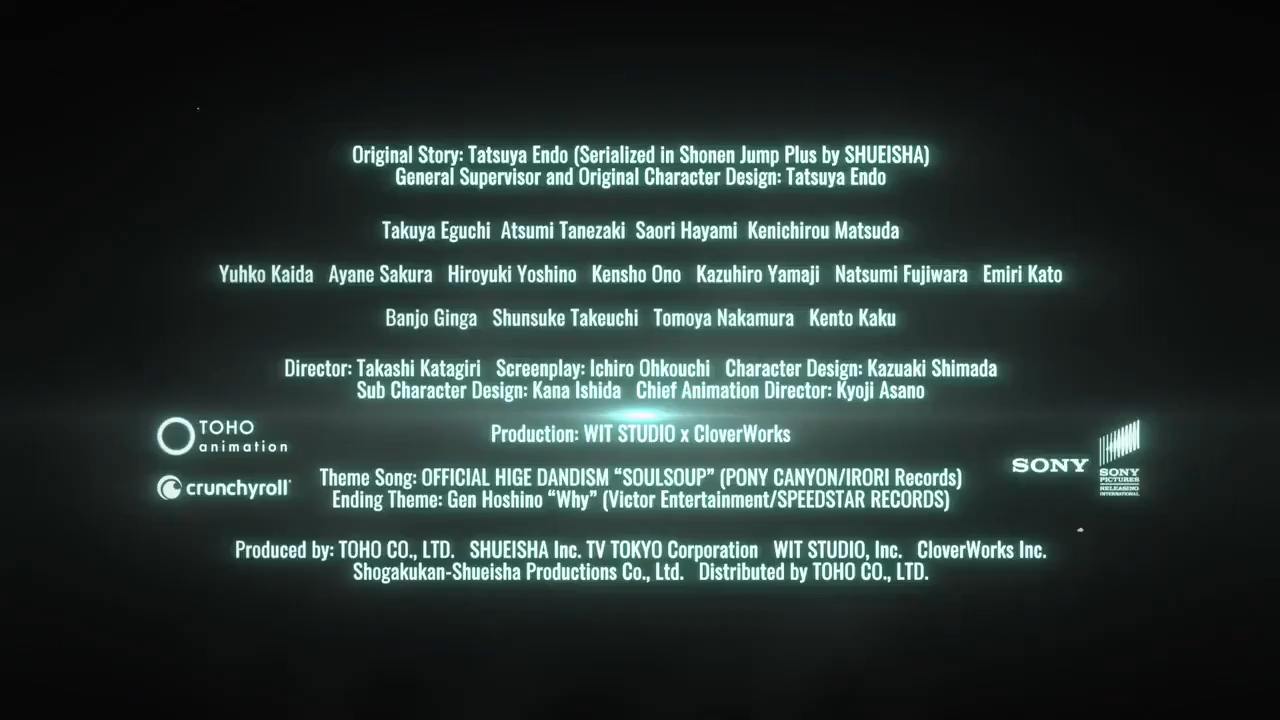 Original Story: Tatsuya Endo (Serialized in Shonen Jump Plus by SHUEISHA)
General Supervisor and Original Character Design: Tatsuya Endo
Takuya Eguchi Atsumi Tanezaki Saori Hayami Kenichirou Matsuda
Yuhko Kaida Ayane Sakura Hiroyuki Yoshino Kensho Ono Kazuhiro Yamaji Natsumi Fujiwara Emiri Kato
Banjo Ginga Shunsuke Takeuchi Tomoya Nakamura Kento Kaku
Director: Takashi Katagiri Screenplay: Ichiro Ohkouchi Character Design: Kazuaki Shimada
Sub Character Design: Kana Ishida Chief Animation Director: Kyoji Asano
TOHO
animation
Production: WIT STUDIO x CloverWorks
crunchyroll
Theme Song: OFFICIAL HIGE DANDISM “SOULSOUP” (PONY CANYON/IRORI Records)
Ending Theme: Gen Hoshino “Why” (Victor Entertainment/SPEEDSTAR RECORDS)
SONY
SONY
PICTURES
RELEASING
INTERNATIONAL
Produced by: TOHO CO., LTD. SHUEISHA Inc. TV TOKYO Corporation WIT STUDIO, Inc. CloverWorks Inc.
Shogakukan-Shueisha Productions Co., Ltd. Distributed by TOHO CO., LTD.